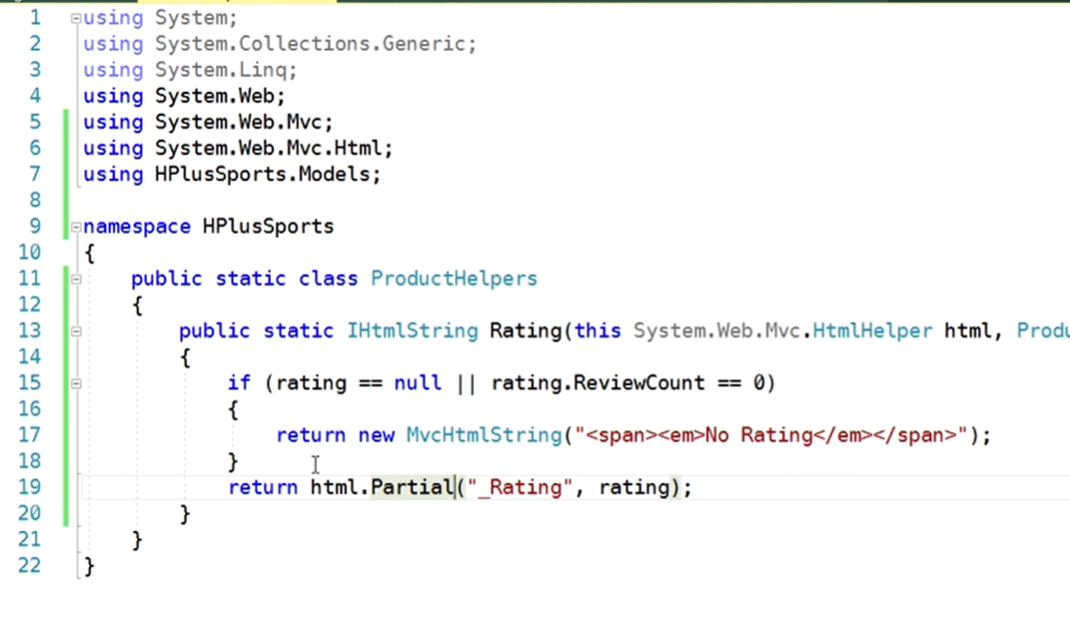 1 using System;
2 using System.Collections.Generic;
3 using System.Linq;
4 using System.Web;
5 using System.Web.Mvc;
6 using System.Web.Mvc.Html;
7 using HPlusSports.Models;
8
9 namespace HPlusSports
10 {
11 public static class ProductHelpers
12 {
13 public static IHtmlString Rating(this System.Web.Mvc.HtmlHelper html, Produ
14 {
15 if (rating == null || rating.ReviewCount == 0)
16 {
17 return new MvcHtmlString("<span><em>No Rating</em></span>");
18 }
19 return html.Partial("_Rating", rating);
20 }
21 }
22 }